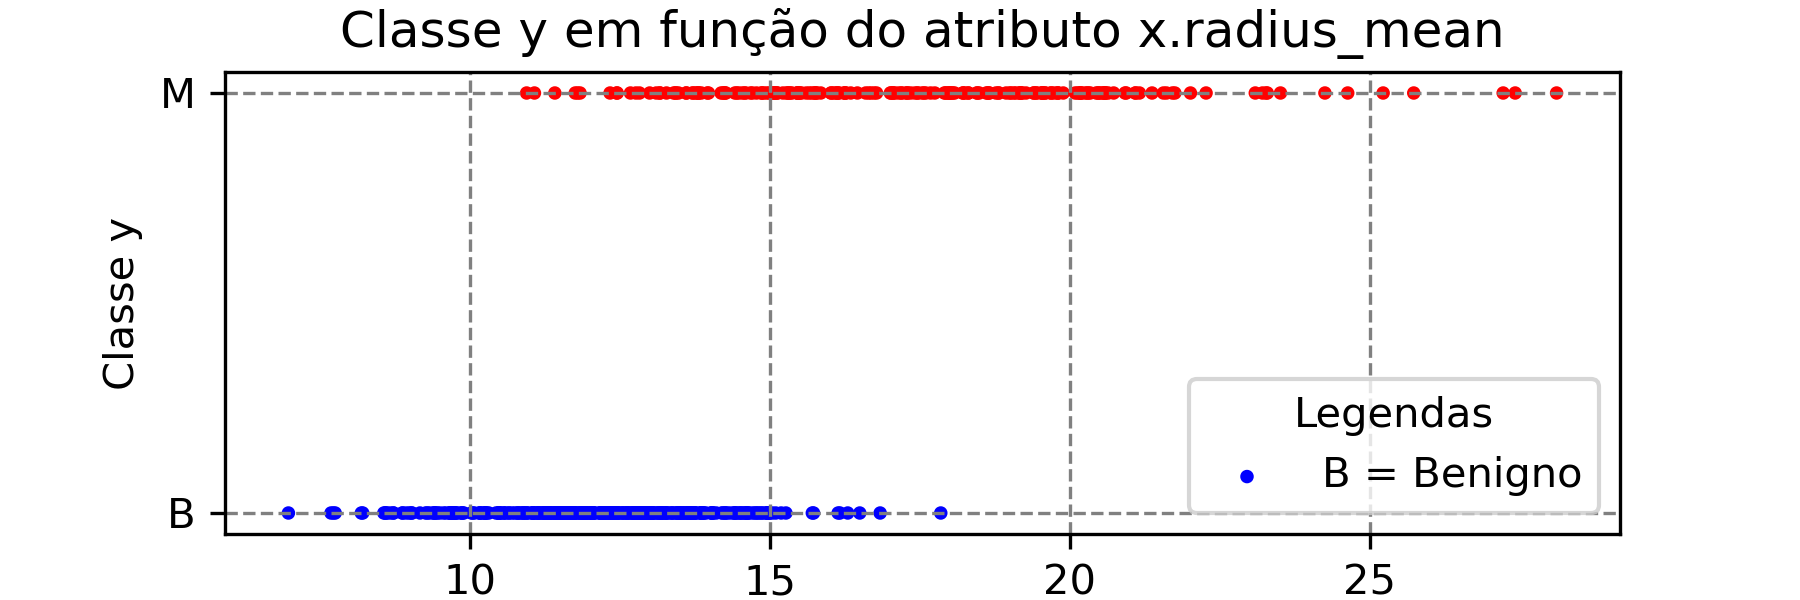 Classe y em função do atributo x.radius_mean
M
Classe y
Legendas
B = Benigno
B
10 15 20 25